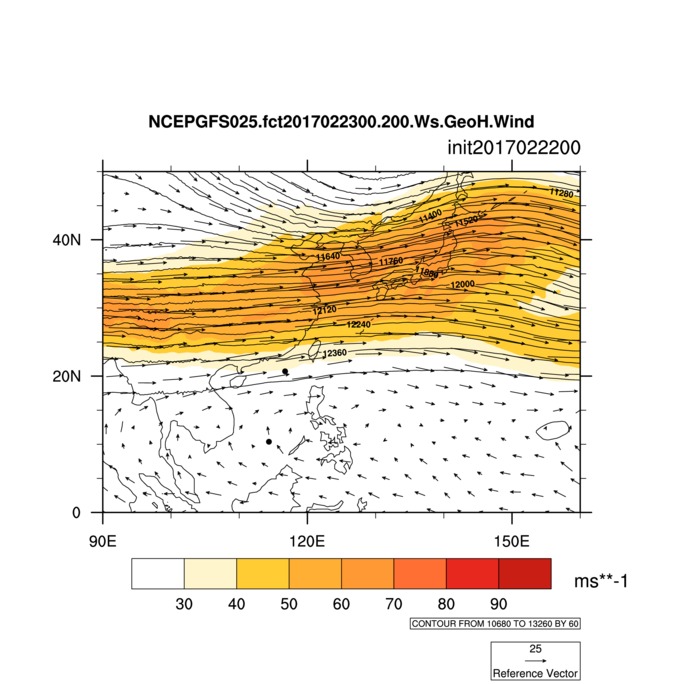 NCEPGFS025.fct2017022300.200.Ws.GeoH.Wind
init2017022200
11280
11400
11520
40N
11640
11760
11880
12000
12120
12240
12360
20N
0
90E 120E 150E
ms**-1
30 40 50 60 70 80 90
CONTOUR FROM 10680 TO 13260 BY 60
25
Reference Vector